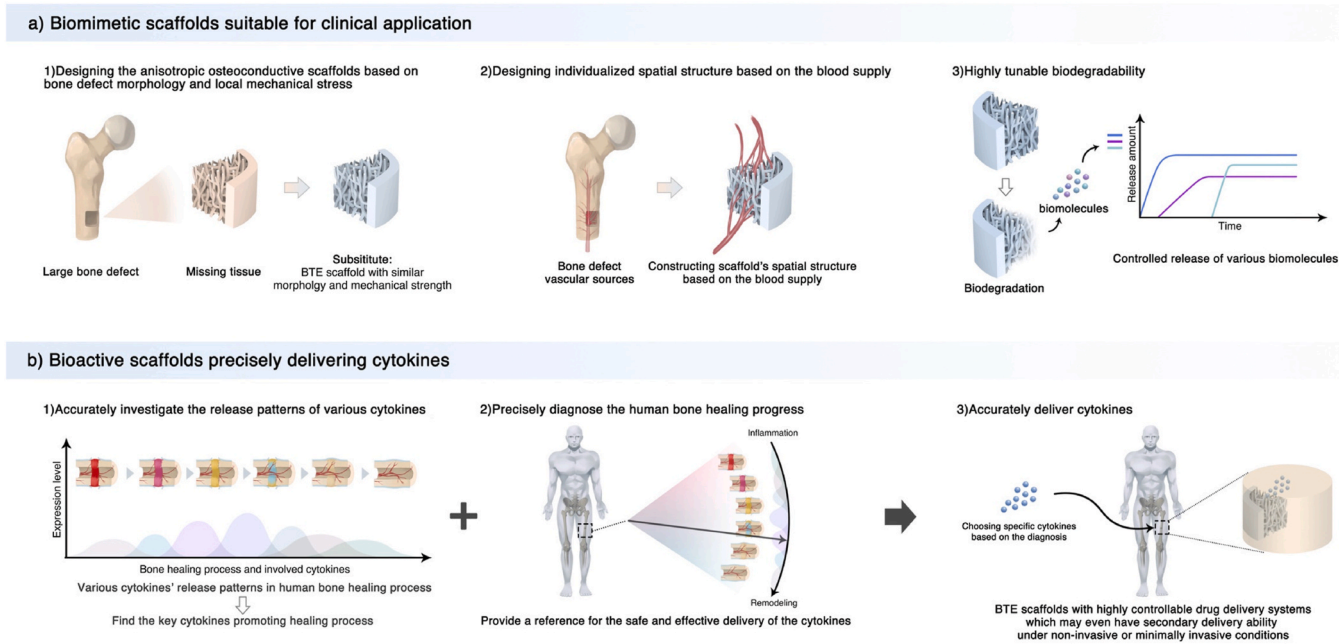 a) Biomimetic scaffolds suitable for clinical application
1)Designing the anisotropic osteoconductive scaffolds based on
bone defect morphology and local mechanical stress
Large bone defect
Missing tissue
Subsititute:
BTE scaffold with similar
morpholgy and mechanical strength
2)Designing individualized spatial structure based on the blood supply
Bone defect
vascular sources
Constructing scaffold's spatial structure
based on the blood supply
3)Highly tunable biodegradability
Biodegradation
biomolecules
Release amount
Time
Controlled release of various biomolecules
b) Bioactive scaffolds precisely delivering cytokines
1)Accurately investigate the release patterns of various cytokines
Expression level
Bone healing process and involved cytokines
Various cytokines' release patterns in human bone healing process
Find the key cytokines promoting healing process
2)Precisely diagnose the human bone healing progress
Inflammation
Remodeling
Provide a reference for the safe and effective delivery of the cytokines
3)Accurately deliver cytokines
Choosing specific cytokines
based on the diagnosis
BTE scaffolds with highly controllable drug delivery systems
which may even have secondary delivery ability
under non-invasive or minimally invasive conditions